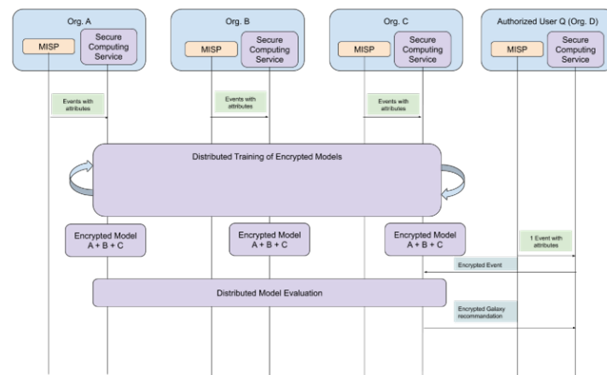 Org. A
Org. B
Org. C
Authorized User Q (Org. D)
MISP
Secure
Computing
Service
MISP
Secure
Computing
Service
MISP
Secure
Computing
Service
MISP
Secure
Computing
Service
Events with
attributes
Events with
attributes
Events with
attributes
Distributed Training of Encrypted Models
Encrypted Model
A + B + C
Encrypted Model
A + B + C
Encrypted Model
A + B + C
1 Event with
attributes
Encrypted Event
Distributed Model Evaluation
Encrypted Galaxy
recommandation